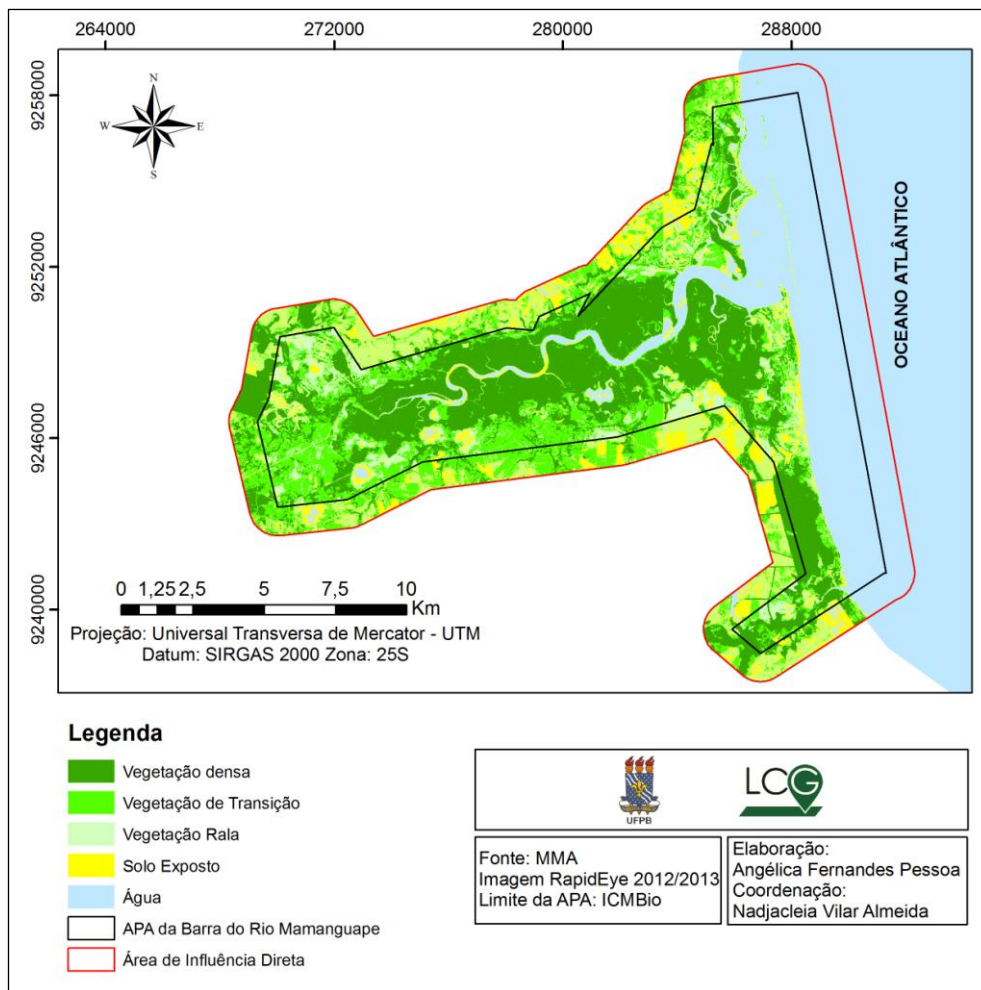 264000 272000 280000 288000
9258000
9252000
9246000
9240000
N
W E
S
OCEANO ATLÂNTICO
0 1,25 2,5 5 7,5 10
Km
Projeção: Universal Transversa de Mercator - UTM
Datum: SIRGAS 2000 Zona: 25S
Legenda
Vegetação densa
Vegetação de Transição
Vegetação Rala
Solo Exposto
Água
APA da Barra do Rio Mamanguape
Área de Influência Direta
UFPB
LCG
Fonte: MMA
Imagem RapidEye 2012/2013
Limite da APA: ICMBio
Elaboração:
Angélica Fernandes Pessoa
Coordenação:
Nadjacleia Vilar Almeida